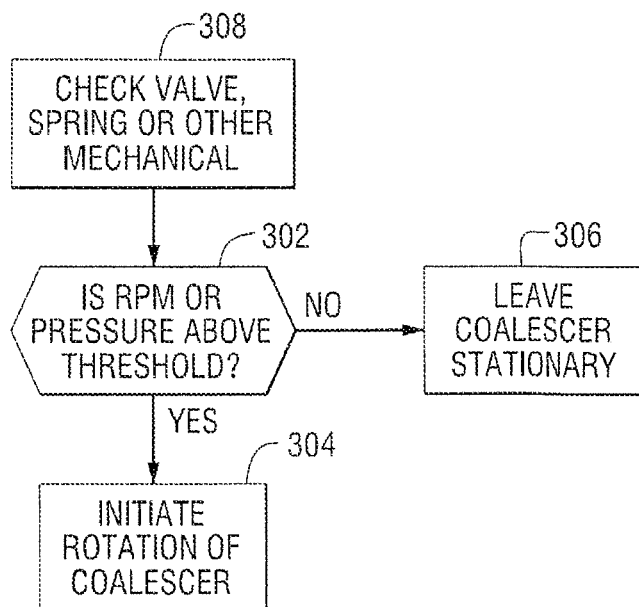 308
CHECK VALVE,
SPRING OR OTHER
MECHANICAL
302
IS RPM OR
PRESSURE ABOVE
THRESHOLD?
NO
306
LEAVE
COALESCER
STATIONARY
YES
304
INITIATE
ROTATION OF
COALESCER